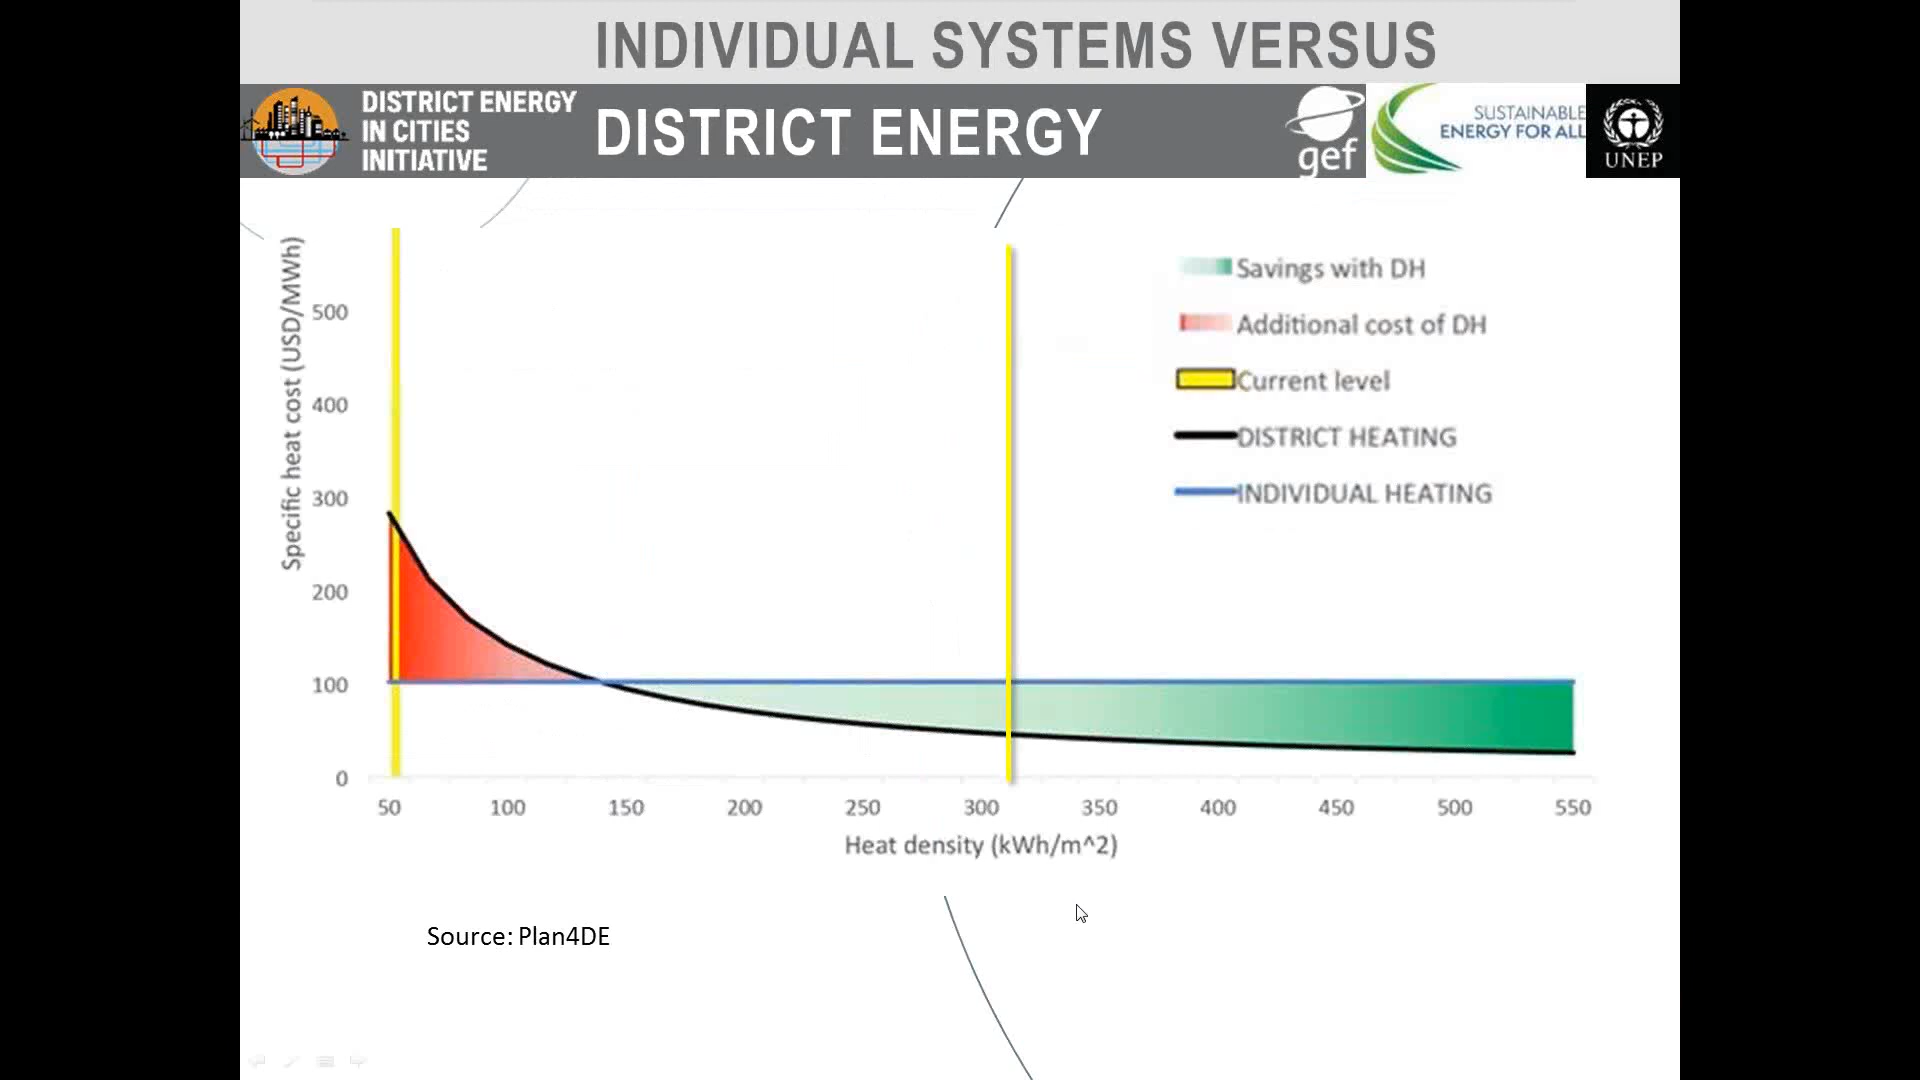 INDIVIDUAL SYSTEMS VERSUS
DISTRICT ENERGY
DISTRICT ENERGY
IN CITIES
INITIATIVE
gef
SUSTAINABLE
ENERGY FOR ALL
UNEP
Specific heat cost (USD/MWh)
500
400
300
200
100
0
50 100 150 200 250 300 350 400 450 500 550
Heat density (kWh/m^2)
Savings with DH
Additional cost of DH
Current level
DISTRICT HEATING
INDIVIDUAL HEATING
Source: Plan4DE